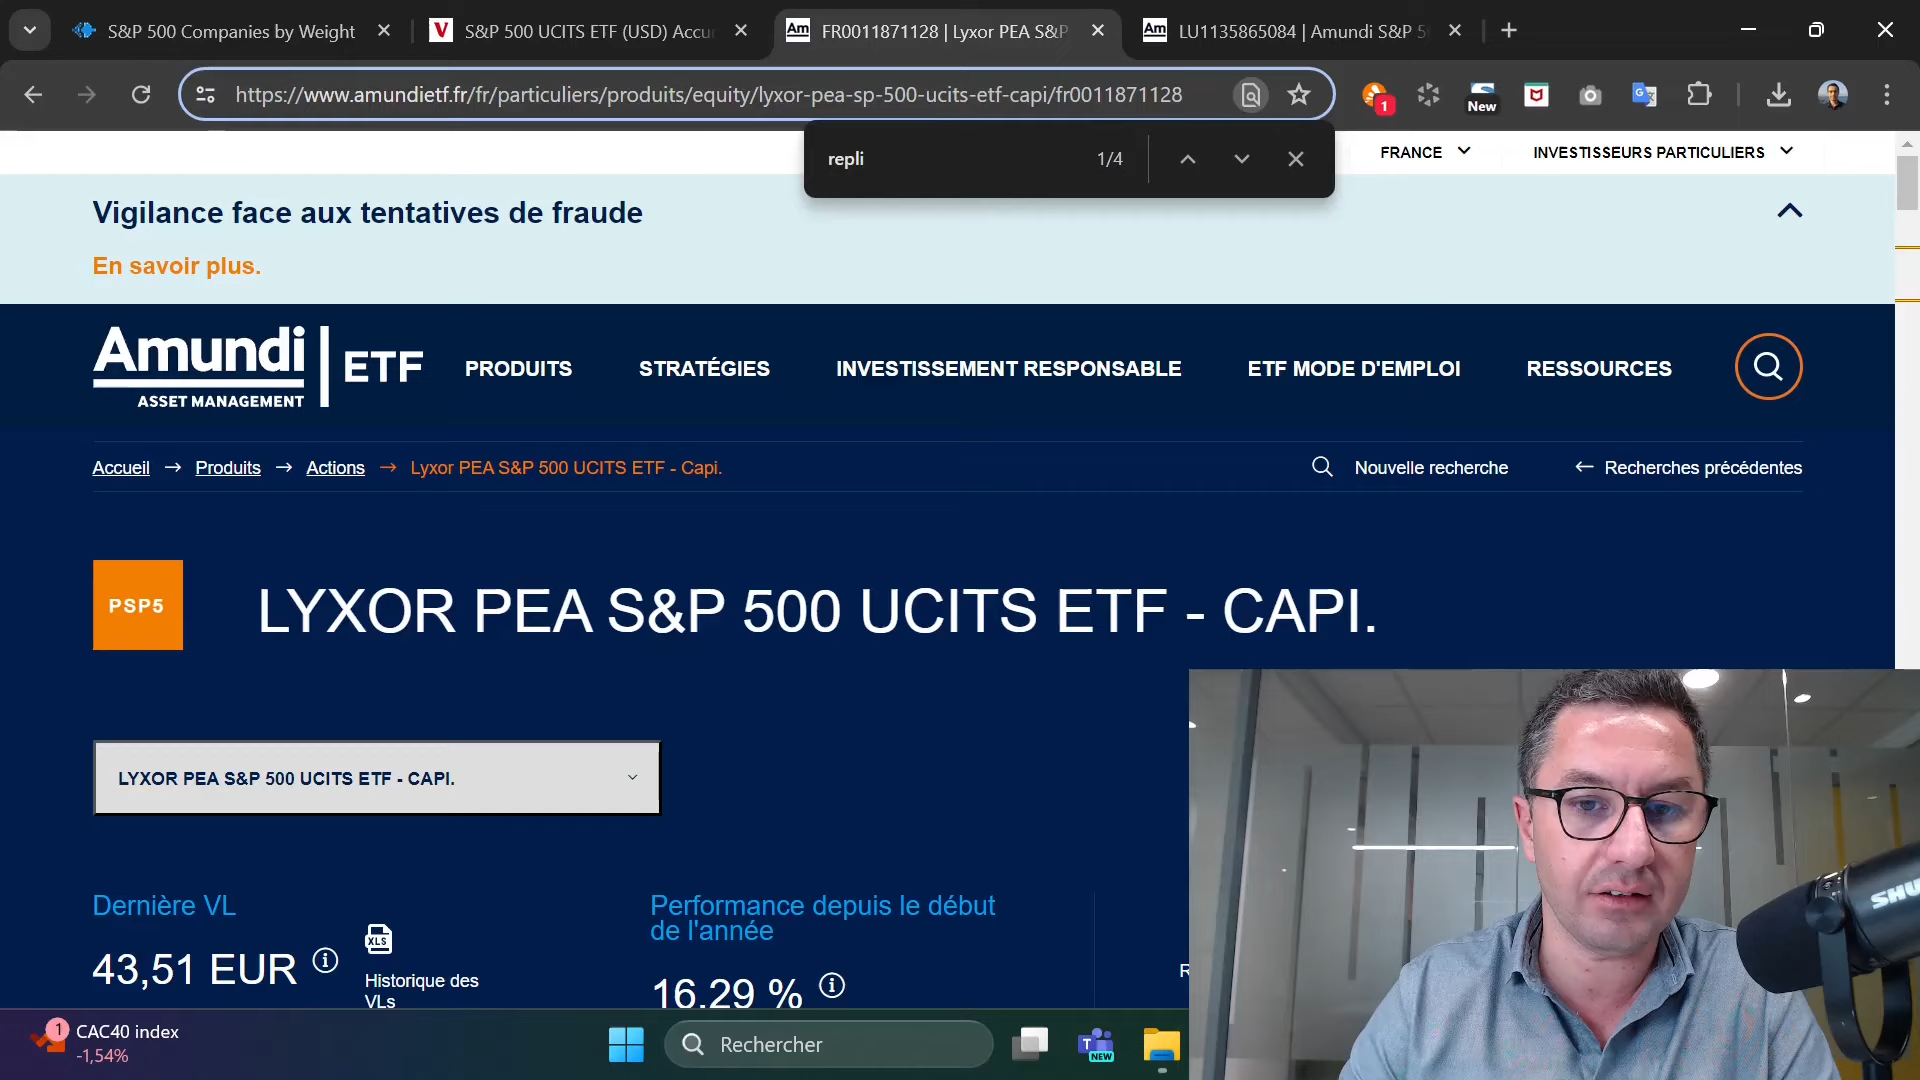 S&P 500 Companies by Weight
S&P 500 UCITS ETF (USD) Accu
FR0011871128 | Lyxor PEA S&P
LU1135865084 | Amundi S&P 5
https://www.amundietf.fr/fr/particuliers/produits/equity/lyxor-pea-sp-500-ucits-etf-capi/fr0011871128
1
New
repli
1/4
FRANCE
INVESTISSEURS PARTICULIERS
Vigilance face aux tentatives de fraude
En savoir plus.
Amundi
ASSET MANAGEMENT
ETF
PRODUITS
STRATÉGIES
INVESTISSEMENT RESPONSABLE
ETF MODE D'EMPLOI
RESSOURCES
Accueil → Produits → Actions → Lyxor PEA S&P 500 UCITS ETF - Capi.
Nouvelle recherche
← Recherches précédentes
PSP5
LYXOR PEA S&P 500 UCITS ETF - CAPI.
LYXOR PEA S&P 500 UCITS ETF - CAPI.
Dernière VL
43,51 EUR
XLS
Historique des
VLs
Performance depuis le début
de l'année
16,29 %
R
SHU
1
CAC40 index
-1,54%
Rechercher
T
NEW